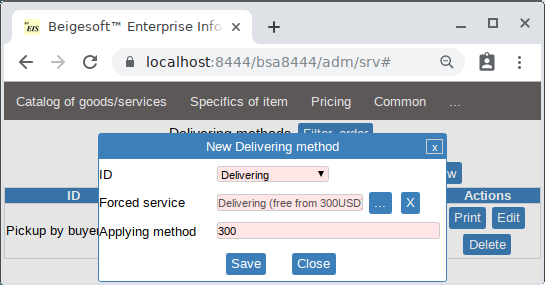 EIS Beigesoft™ Enterprise Info
localhost:8444/bsa8444/adm/srv#
Catalog of goods/services Specifics of item Pricing Common ...
Delivering methods Filter, order
New Delivering method x
ID Delivering
w
ID Actions
Forced service Delivering (free from 300USD ... X
Print Edit
Pickup by buyer Applying method 300
Delete
Save Close